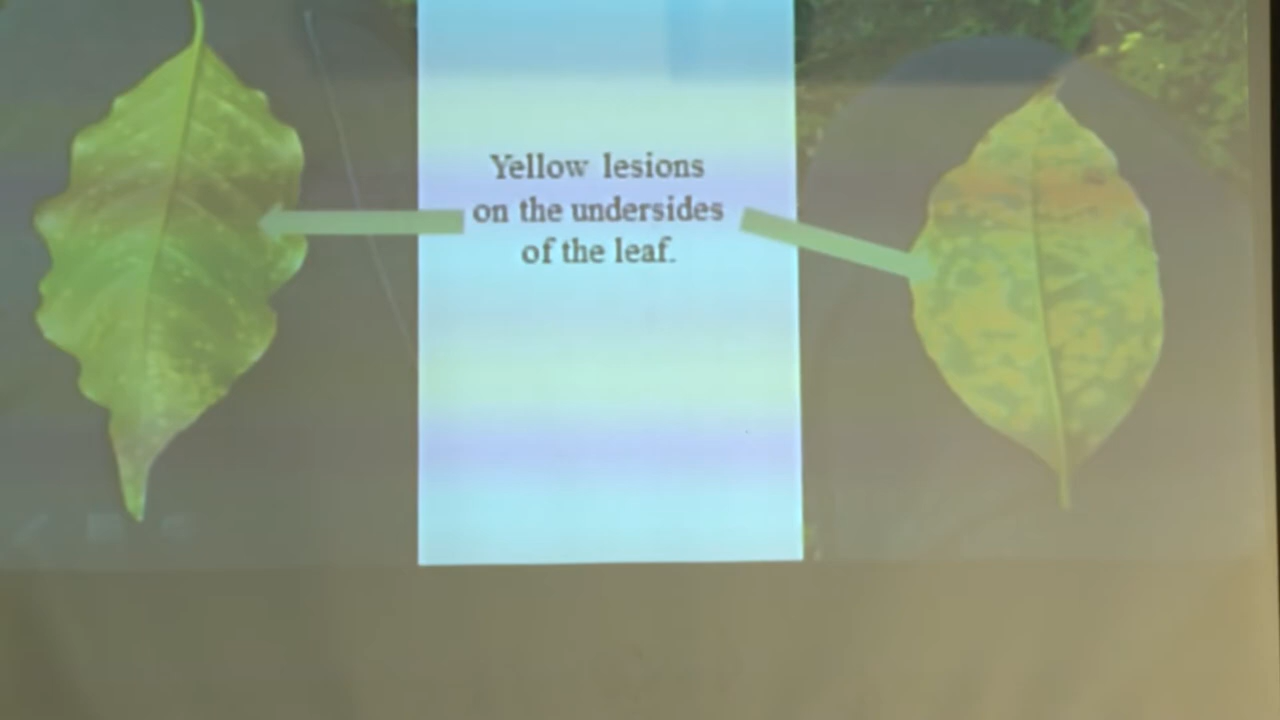 Yellow lesions
on the undersides
of the leaf.